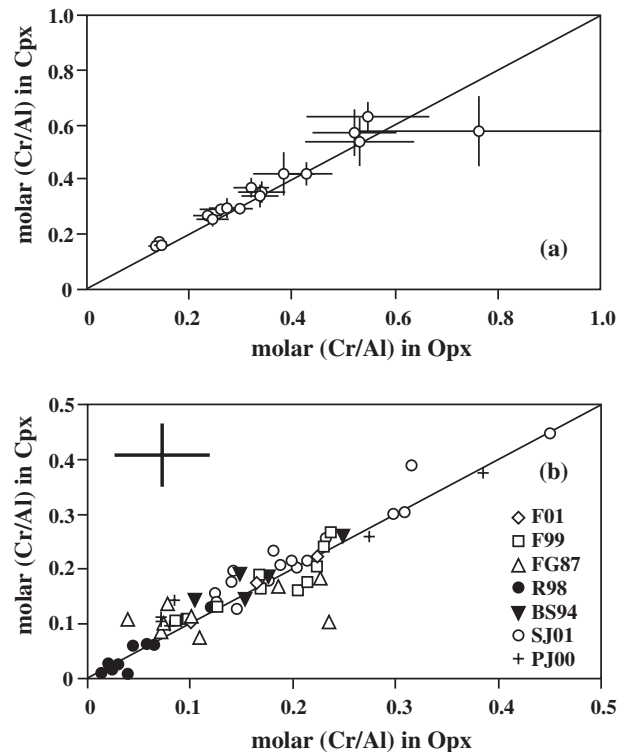 (a)
1.0
0.8
0.6
0.4
0.2
0
molar (Cr/Al) in Cpx
0 0.2 0.4 0.6 0.8 1.0
molar (Cr/Al) in Opx
(b)
0.5
0.4
0.3
0.2
0.1
0
molar (Cr/Al) in Cpx
F01
F99
FG87
R98
BS94
SJ01
PJ00
0 0.1 0.2 0.3 0.4 0.5
molar (Cr/Al) in Opx